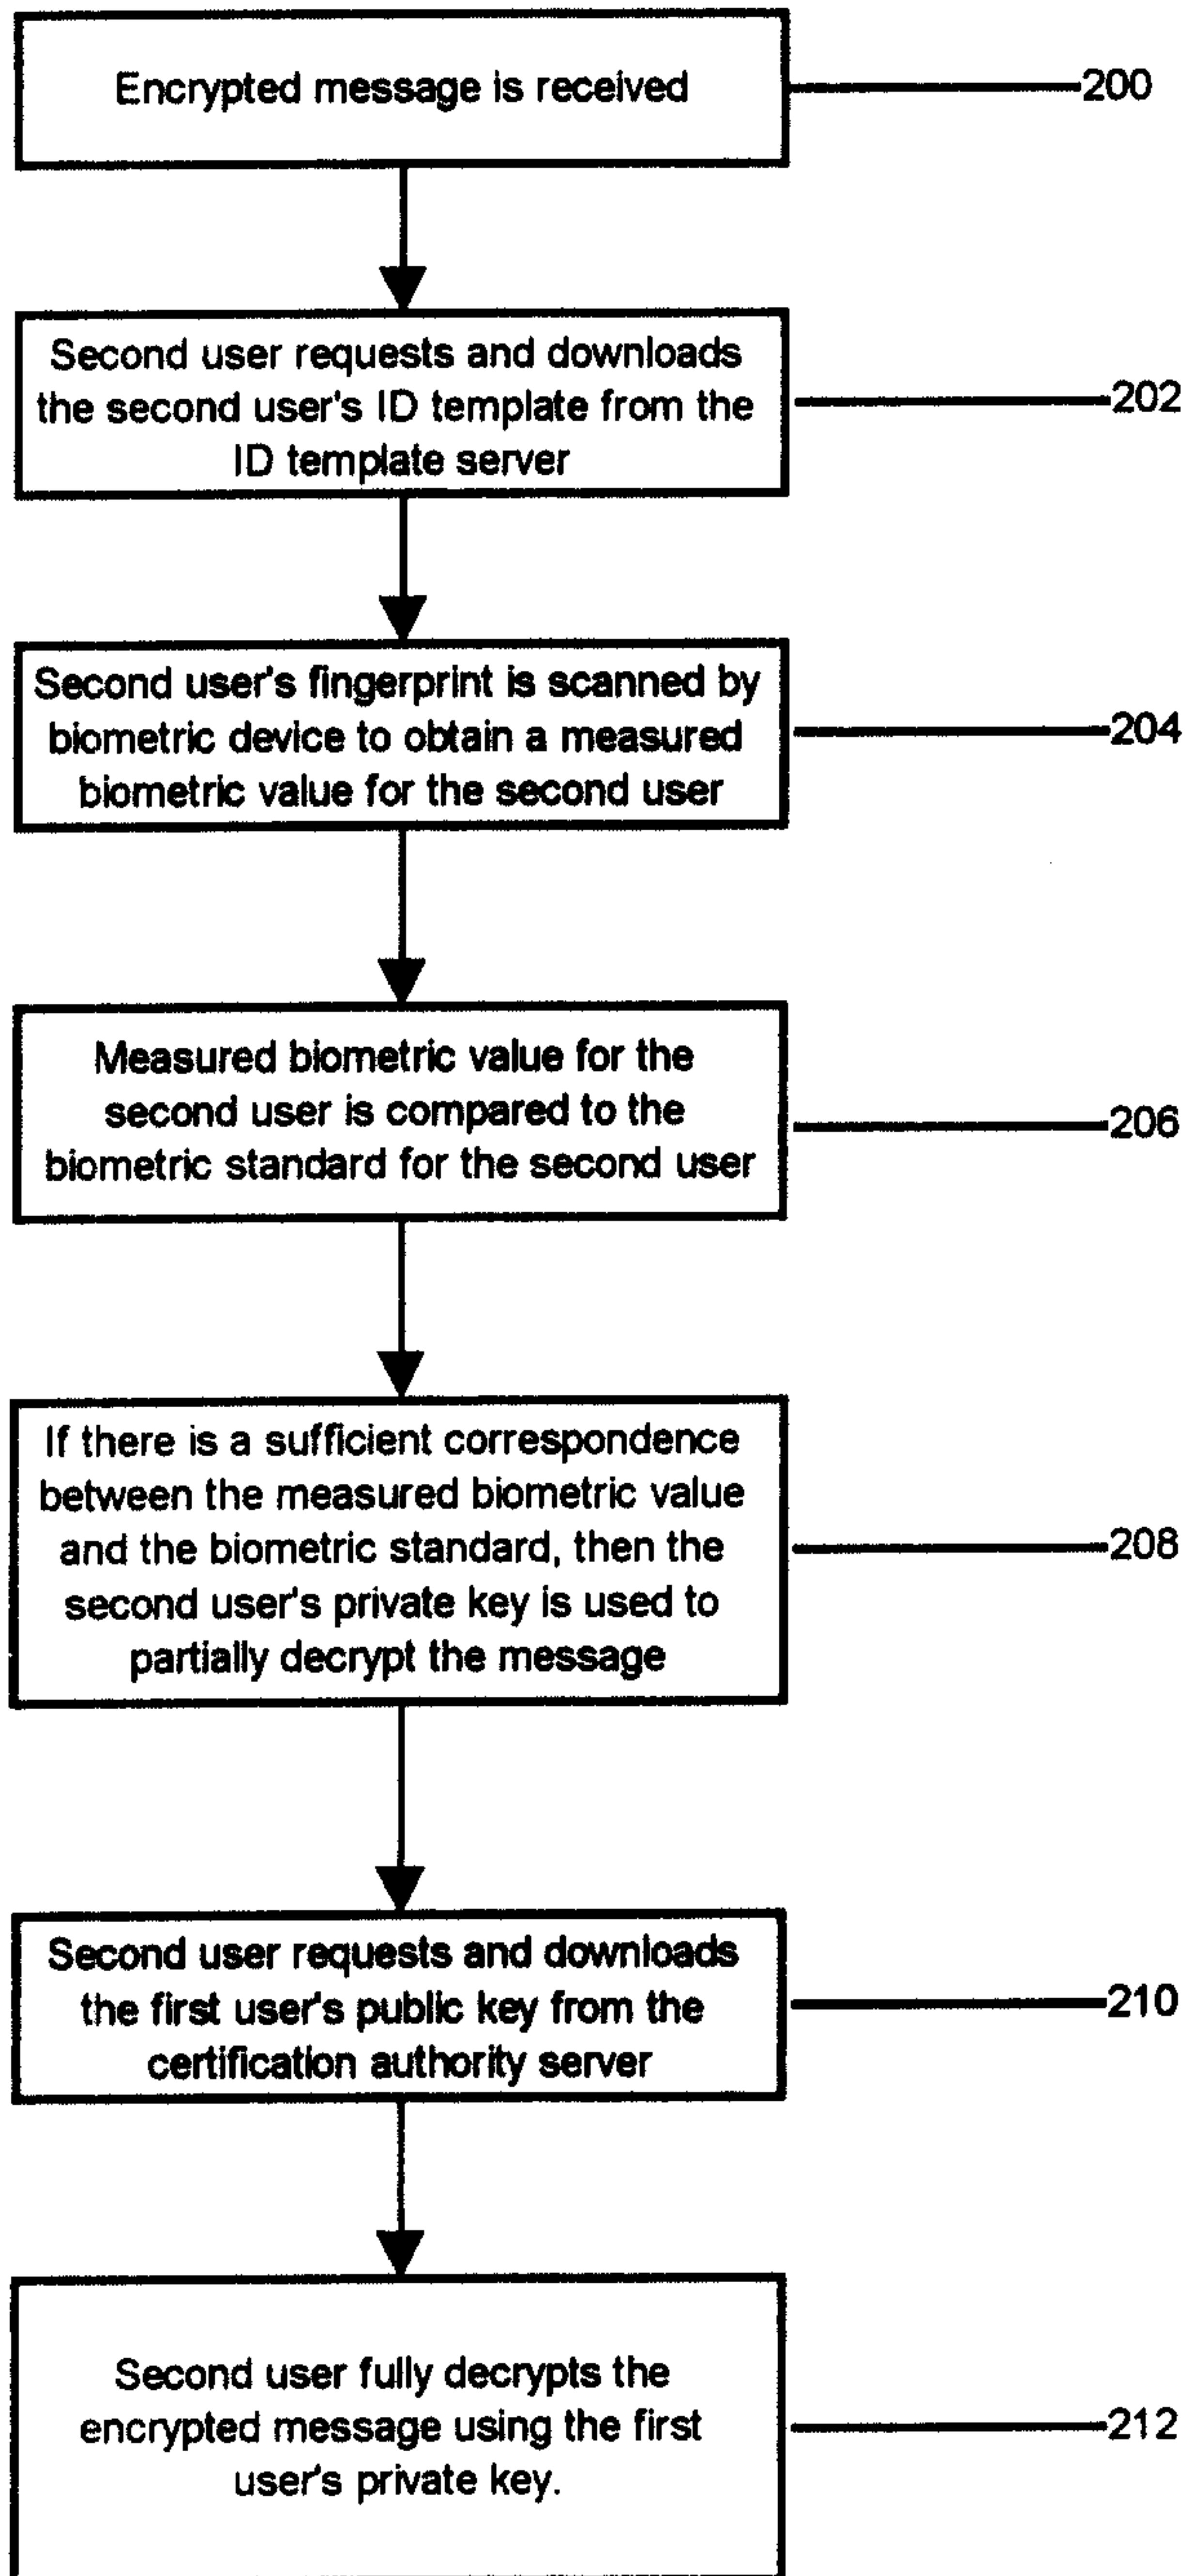 Encrypted message is received
200
Second user requests and downloads
the second user's ID template from the
ID template server
202
Second user's fingerprint is scanned by
biometric device to obtain a measured
biometric value for the second user
204
Measured biometric value for the
second user is compared to the
biometric standard for the second user
206
If there is a sufficient correspondence
between the measured biometric value
and the biometric standard, then the
second user's private key is used to
partially decrypt the message
208
Second user requests and downloads
the first user's public key from the
certification authority server
210
Second user fully decrypts the
encrypted message using the first
user's private key.
212